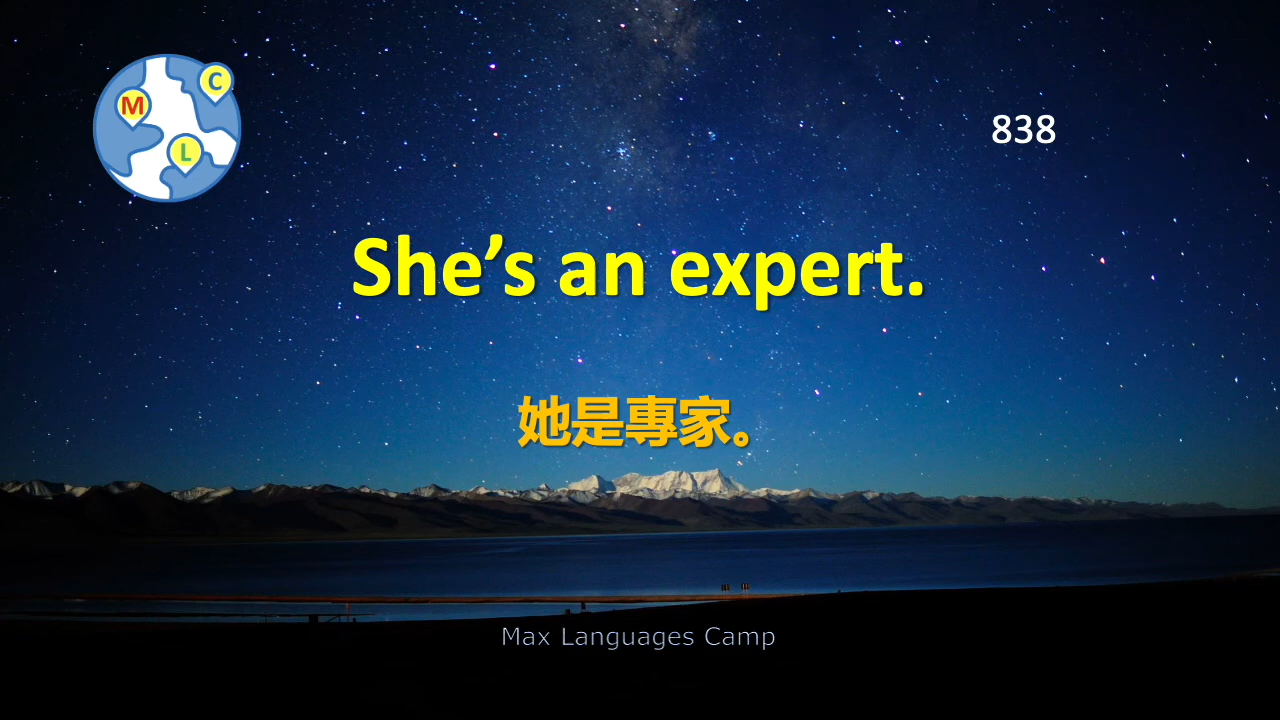 M
C
L
838
She’s an expert.
她是專家。
Max Languages Camp